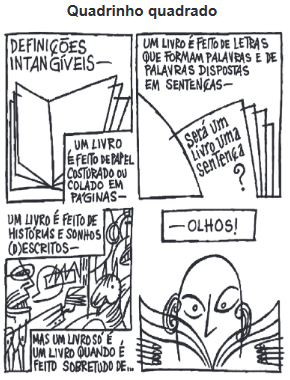 Quadrinho quadrado
DEFINIÇÕES
INTANGÍVEIS—
UM LIVRO
É FEITO DE PAPEL
COSTURADO OU
COLADO EM
PAGINAS—
UM LIVRO É FEITO DE LETRAS
QUE FORMAM PALAVRAS E DE
PALAVRAS DISPOSTAS
EM SENTENÇAS—
Será um
livro uma
sentença
?
UM LIVRO É FEITO DE
HISTÓRIAS E SONHOS
(D)ESCRITOS—
MAS UM LIVRO SÓ É
UM LIVRO QUANDO É
FEITO SOBRETUDO DE...
—OLHOS!